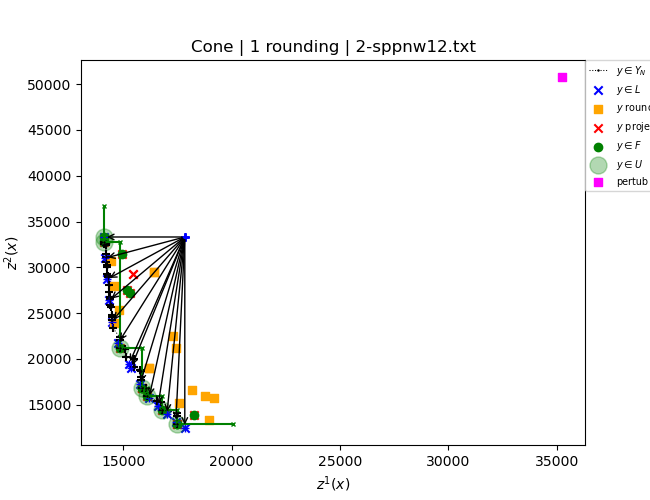 Cone | 1 rounding | 2-sppnw12.txt
50000
45000
40000
35000
30000
25000
20000
15000
z²(x)
15000
20000
25000
30000
35000
z¹(x)
y ∈ Y_N
y ∈ L
y roun
y proje
y ∈ F
y ∈ U
pertub